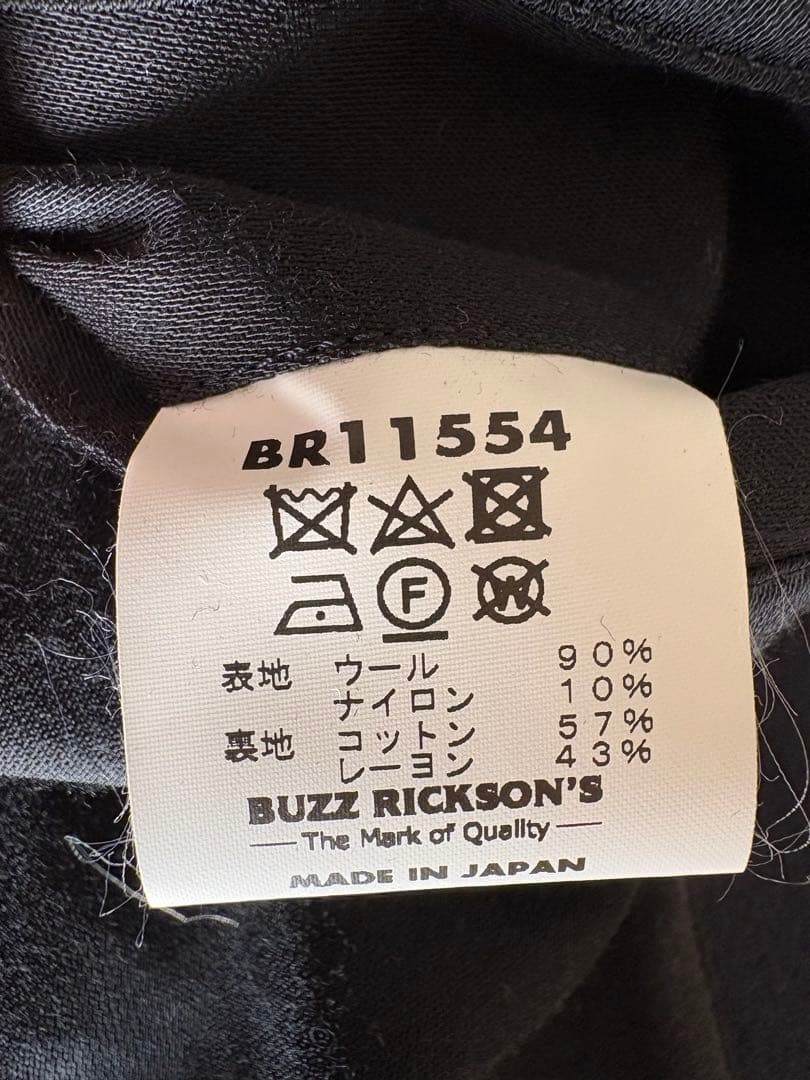 BR11554
F W
表地 ウール 90%
ナイロン 10%
裏地 コットン 57%
レーヨン 43%
BUZZ RICKSON'S
The Mark of Quality
MADE IN JAPAN